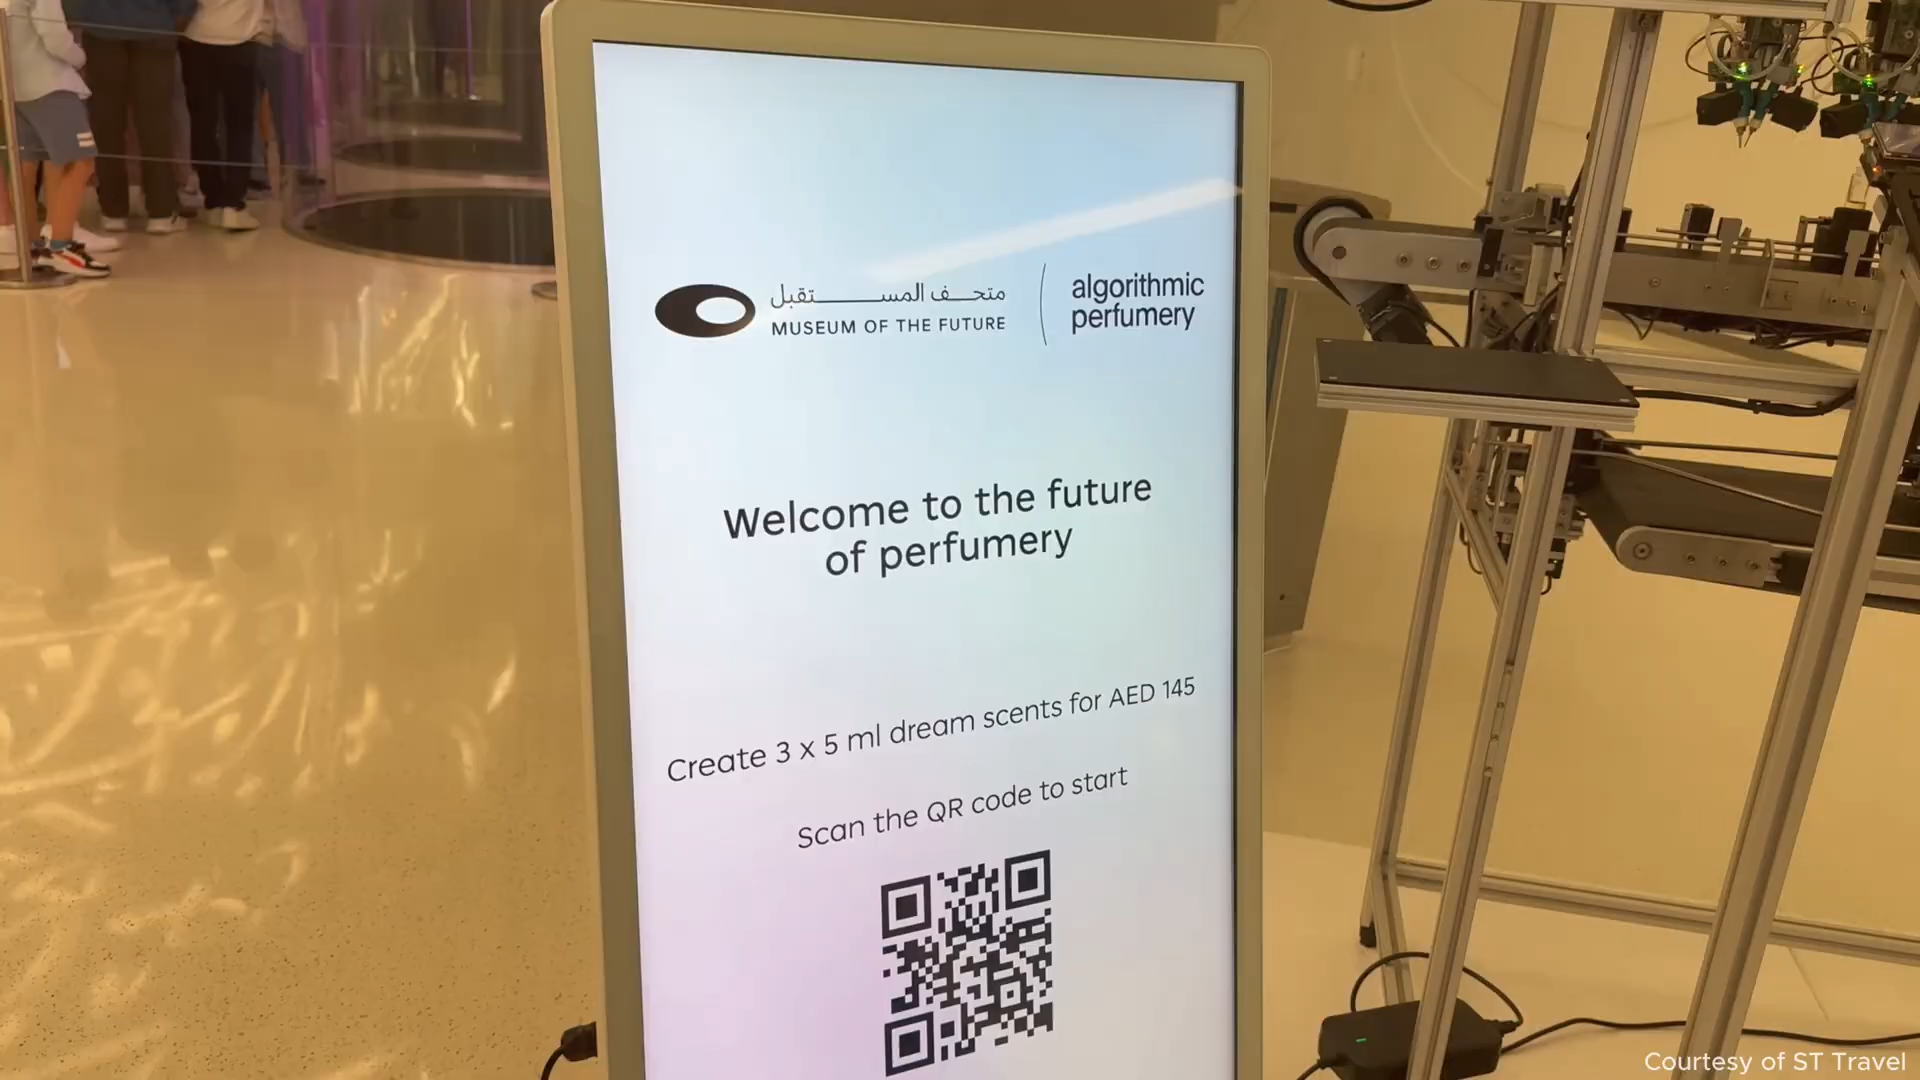 متحف المستقبل
MUSEUM OF THE FUTURE
algorithmic
perfumery
Welcome to the future
of perfumery
Create 3 x 5 ml dream scents for AED 145
Scan the QR code to start
Courtesy of ST Travel